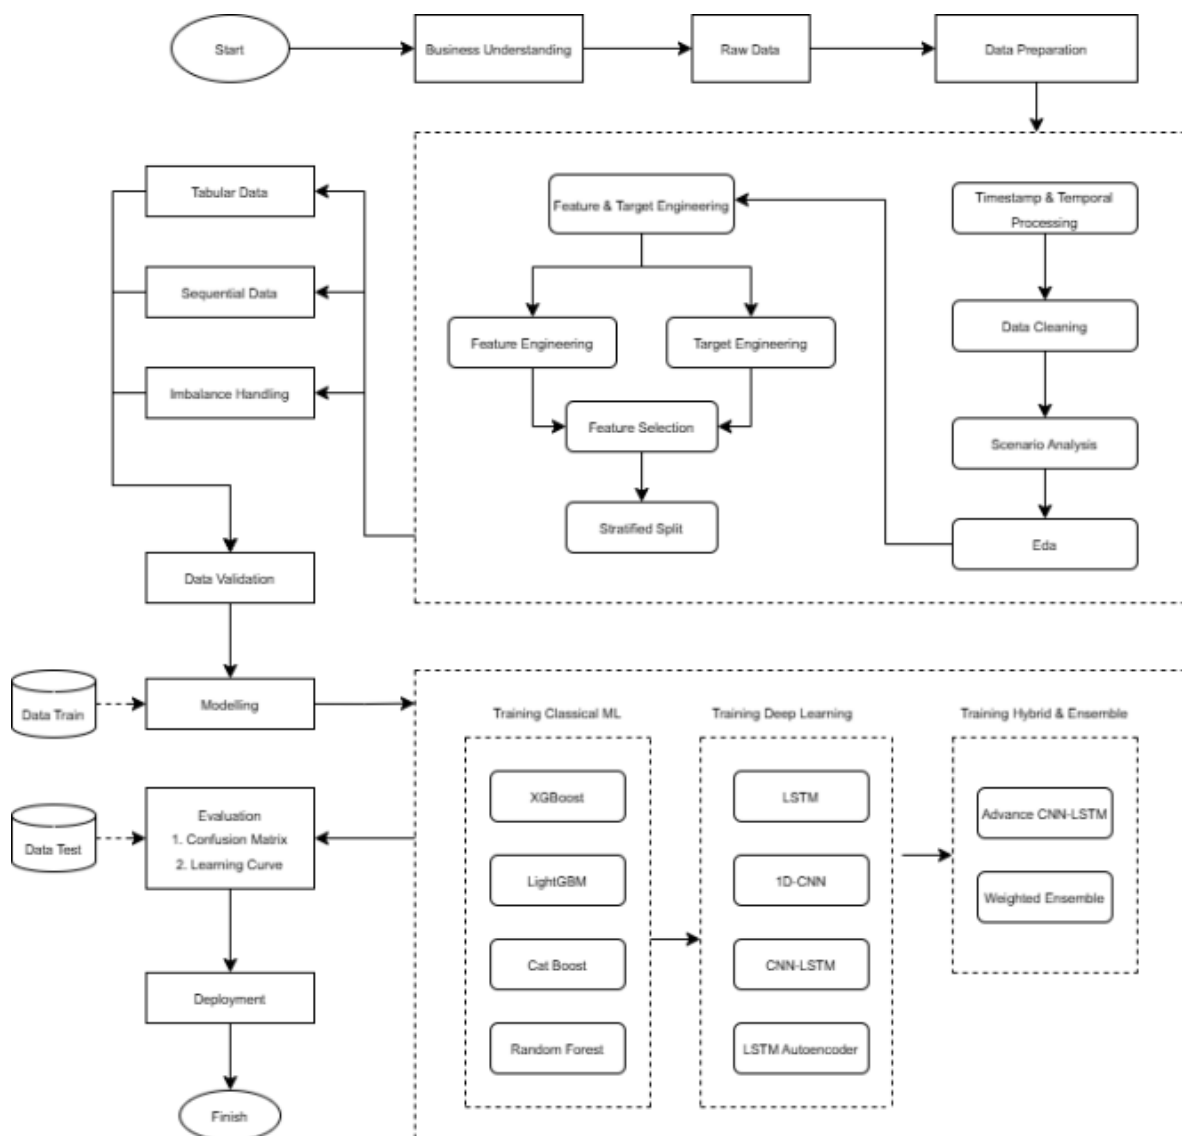 Start
Business Understanding
Raw Data
Data Preparation
Tabular Data
Sequential Data
Imbalance Handling
Feature & Target Engineering
Feature Engineering
Target Engineering
Feature Selection
Stratified Split
Timestamp & Temporal
Processing
Data Cleaning
Scenario Analysis
Eda
Data Validation
Data Train
Modelling
Training Classical ML
Training Deep Learning
Training Hybrid & Ensemble
XGBoost
LightGBM
Cat Boost
Random Forest
LSTM
1D-CNN
CNN-LSTM
LSTM Autoencoder
Advance CNN-LSTM
Weighted Ensemble
Data Test
Evaluation
1. Confusion Matrix
2. Learning Curve
Deployment
Finish